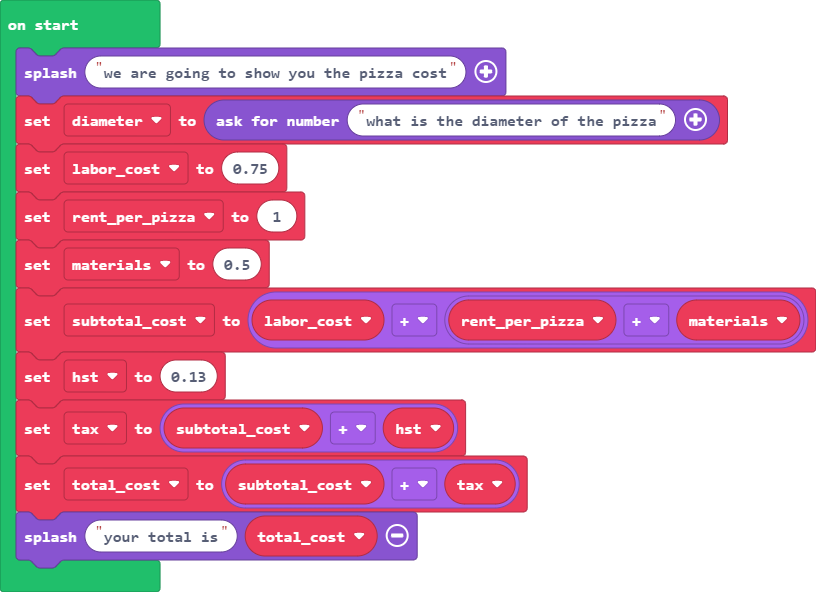 on start
splash "we are going to show you the pizza cost"
set diameter to ask for number "what is the diameter of the pizza"
set labor_cost to 0.75
set rent_per_pizza to 1
set materials to 0.5
set subtotal_cost to labor_cost + rent_per_pizza + materials
set hst to 0.13
set tax to subtotal_cost + hst
set total_cost to subtotal_cost + tax
splash "your total is" total_cost